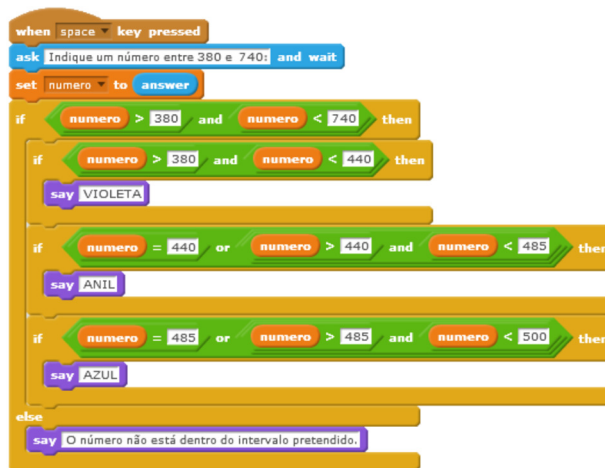 when space key pressed
ask Indique um número entre 380 e 740: and wait
set numero to answer
if numero > 380 and numero < 740 then
if numero > 380 and numero < 440 then
say VIOLETA
if numero = 440 or numero > 440 and numero < 485 then
say ANIL
if numero = 485 or numero > 485 and numero < 500 then
say AZUL
else
say O número não está dentro do intervalo pretendido.